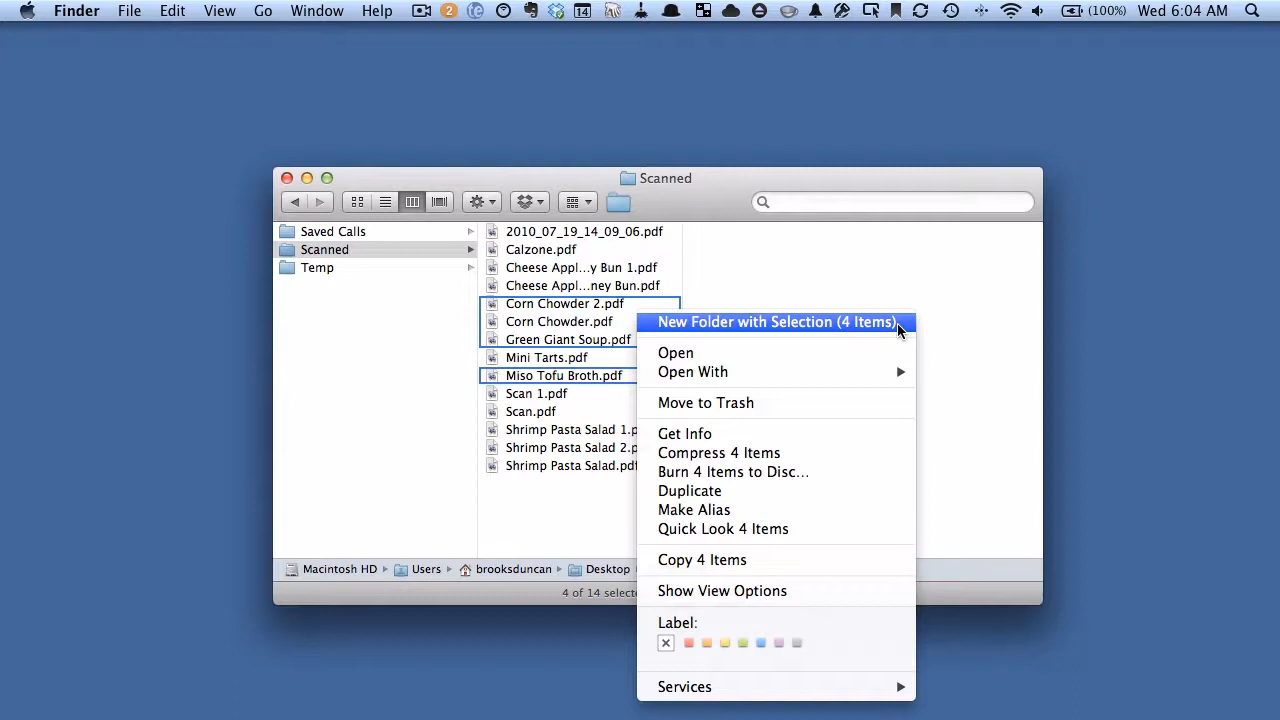 Finder File Edit View Go Window Help 2 14 (100%) Wed 6:04 AM
Scanned
Saved Calls
Scanned
Temp
2010_07_19_14_09_06.pdf
Calzone.pdf
Cheese Appl...y Bun 1.pdf
Cheese Appl...ney Bun.pdf
Corn Chowder 2.pdf
Corn Chowder.pdf
Green Giant Soup.pdf
Mini Tarts.pdf
Miso Tofu Broth.pdf
Scan 1.pdf
Scan.pdf
Shrimp Pasta Salad 1.p
Shrimp Pasta Salad 2.p
Shrimp Pasta Salad.pdf
New Folder with Selection (4 Items)
Open
Open With
Move to Trash
Get Info
Compress 4 Items
Burn 4 Items to Disc...
Duplicate
Make Alias
Quick Look 4 Items
Copy 4 Items
Show View Options
Label:
Services
Macintosh HD Users brooksduncan Desktop
4 of 14 selecte